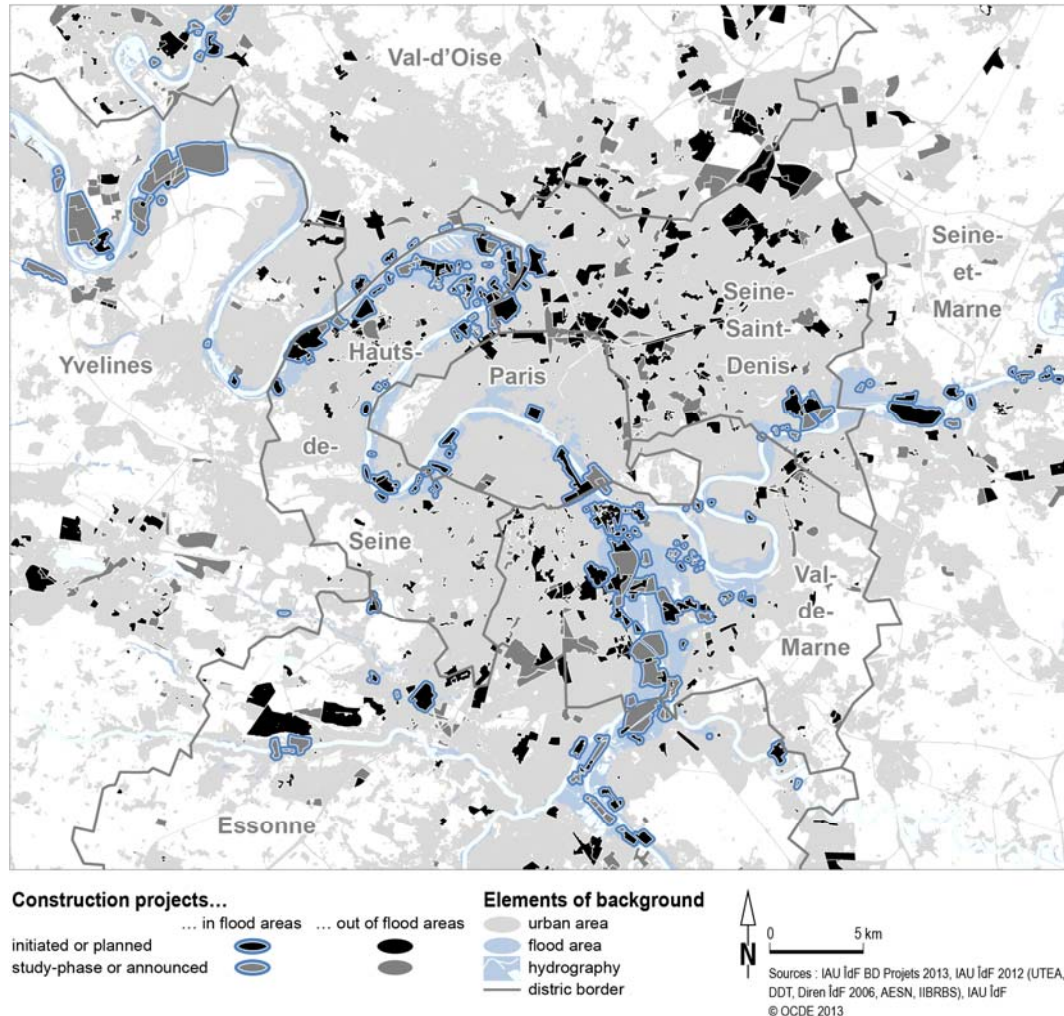 Val-d'Oise
Seine-
et-
Marne
Seine-
Saint-
Denis
Yvelines
Hauts-
Paris
de-
Seine
Val-
de-
Marne
Essonne
Construction projects…
… in flood areas
… out of flood areas
initiated or planned
study-phase or announced
Elements of background
urban area
flood area
hydrography
distric border
N
0 5 km
Sources : IAU îdF BD Projets 2013, IAU îdF 2012 (UTEA,
DDT, Diren îdF 2006, AESN, IIBRBS), IAU îdF
© OCDE 2013